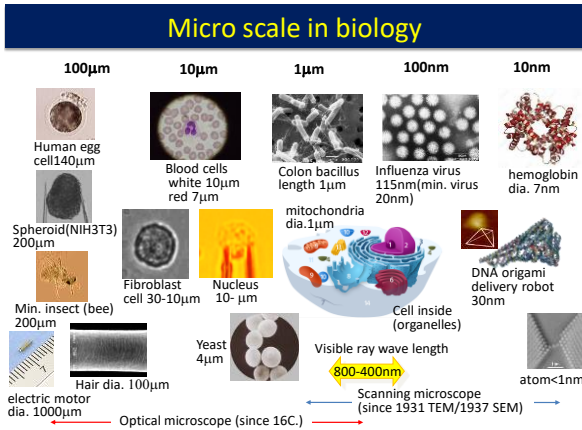 Micro scale in biology
100μm 10μm 1μm 100nm 10nm
Human egg
cell140μm
Blood cells
white 10μm
red 7μm
Colon bacillus
length 1μm
Influenza virus
115nm(min. virus
20nm)
hemoglobin
dia. 7nm
Spheroid(NIH3T3)
200μm
Fibroblast
cell 30-10μm
Nucleus
10- μm
mitochondria
dia.1μm
Cell inside
(organelles)
DNA origami
delivery robot
30nm
Min. insect (bee)
200μm
electric motor
dia. 1000μm
Hair dia. 100μm
Yeast
4μm
Visible ray wave length
800-400nm
atom<1nm
Scanning microscope
(since 1931 TEM/1937 SEM)
Optical microscope (since 16C.)